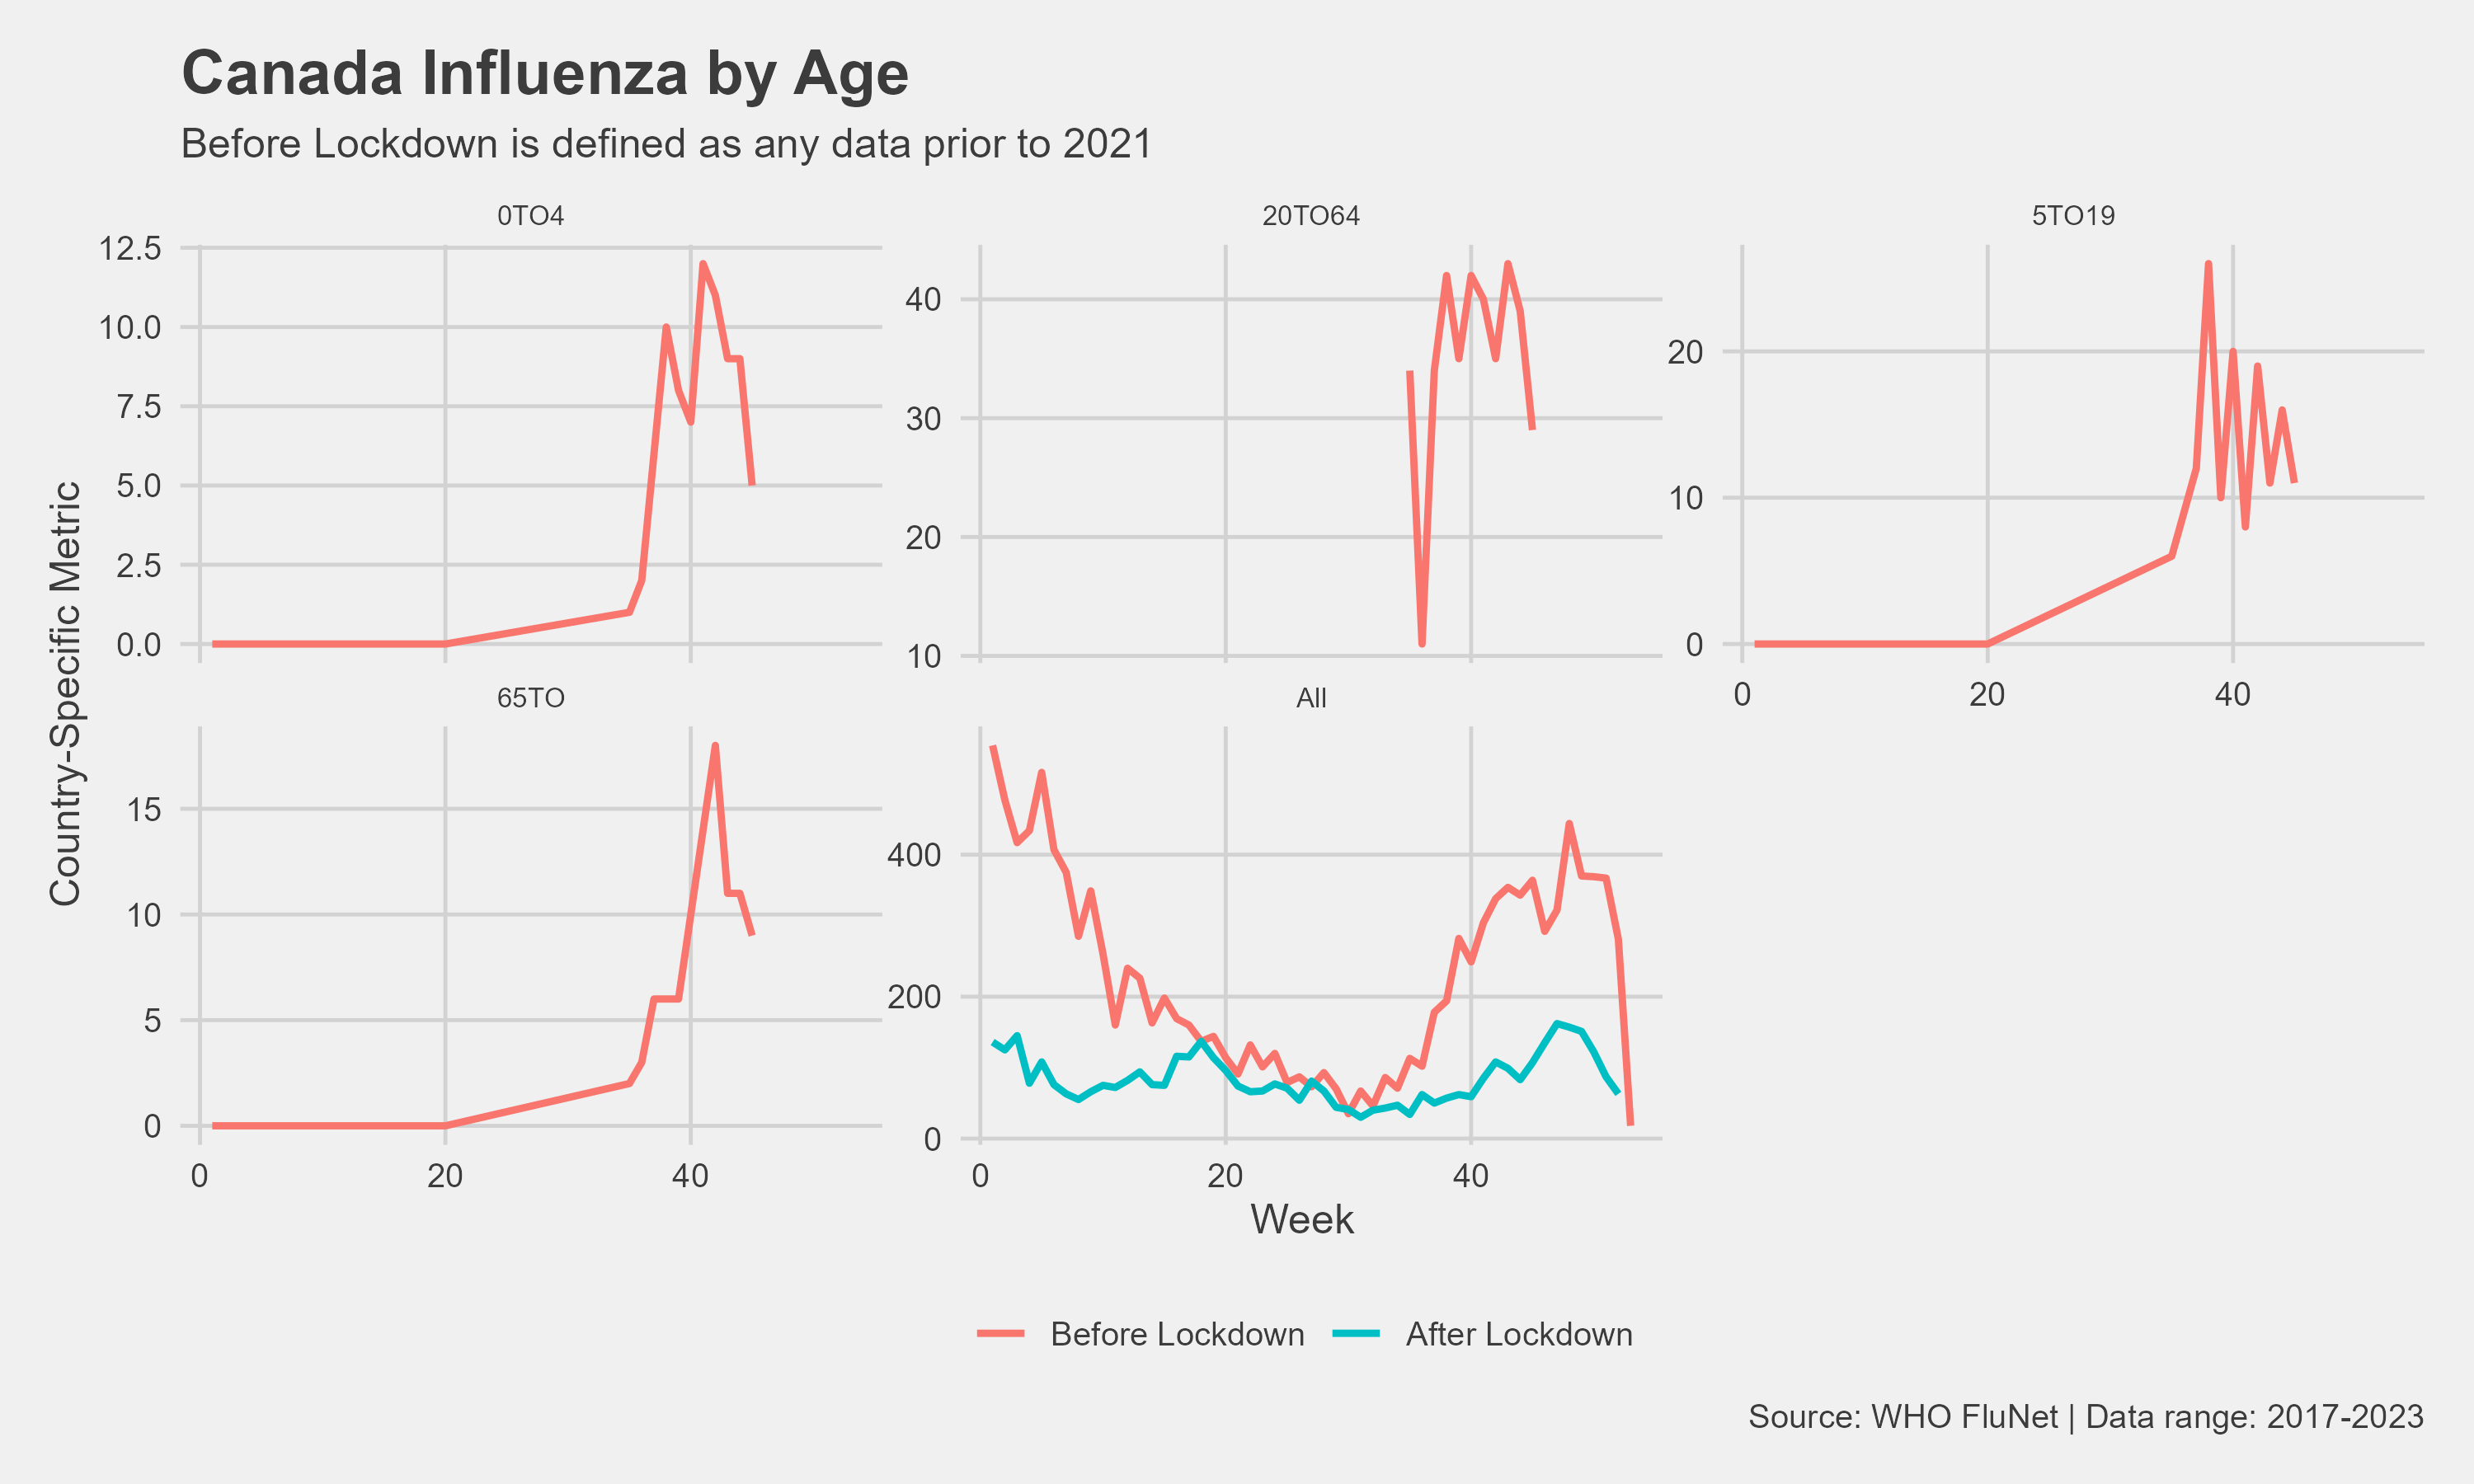 Canada Influenza by Age
Before Lockdown is defined as any data prior to 2021
0TO4
20TO64
5TO19
12.5
10.0
7.5
5.0
2.5
0.0
40
30
20
10
20
10
0
0
20
40
Country-Specific Metric
65TO
All
15
10
5
0
400
200
0
0
20
40
0
20
40
Week
Before Lockdown
After Lockdown
Source: WHO FluNet | Data range: 2017-2023